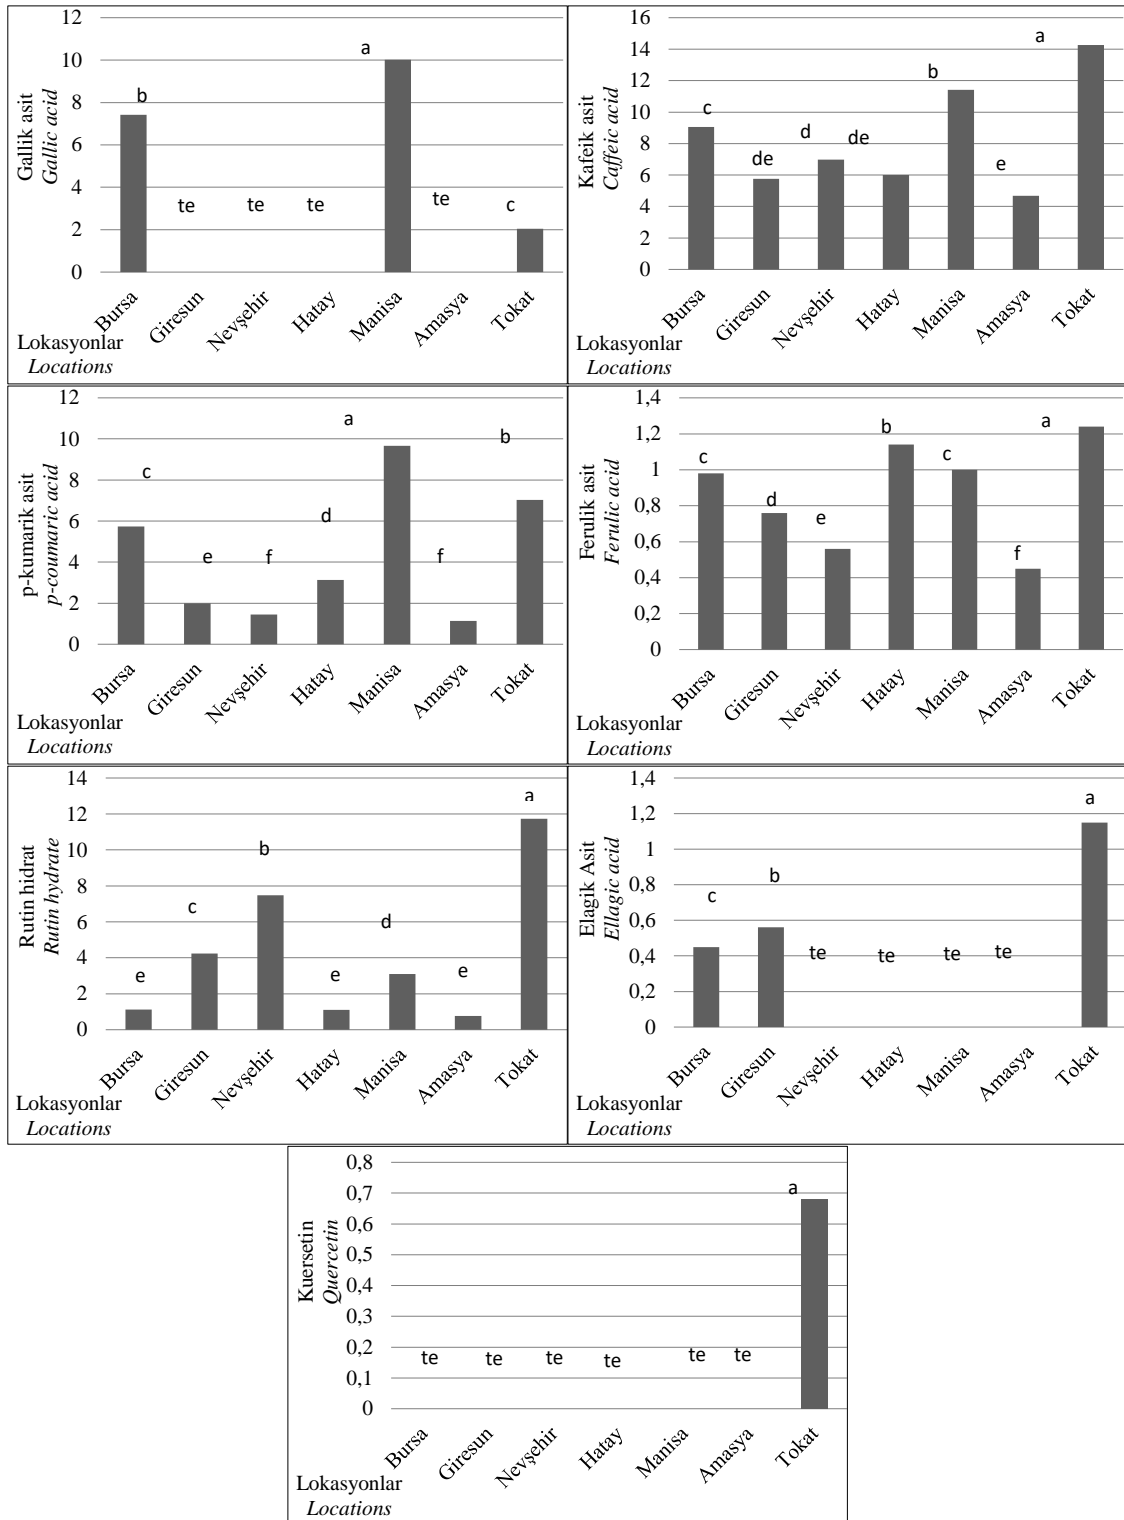 12
10
8
6
4
2
0
Gallik asit
Gallic acid
b
te
te
te
a
te
c
Bursa
Giresun
Nevşehir
Hatay
Manisa
Amasya
Tokat
Lokasyonlar
Locations
16
14
12
10
8
6
4
2
0
Kafeik asit
Caffeic acid
c
de
d
de
b
e
a
Bursa
Giresun
Nevşehir
Hatay
Manisa
Amasya
Tokat
Lokasyonlar
Locations
12
10
8
6
4
2
0
p-kumarik asit
p-coumaric acid
c
e
f
d
a
f
b
Bursa
Giresun
Nevşehir
Hatay
Manisa
Amasya
Tokat
Lokasyonlar
Locations
1,4
1,2
1
0,8
0,6
0,4
0,2
0
Ferulik asit
Ferulic acid
c
d
e
b
c
f
a
Bursa
Giresun
Nevşehir
Hatay
Manisa
Amasya
Tokat
Lokasyonlar
Locations
14
12
10
8
6
4
2
0
Rutin hidrat
Rutin hydrate
e
c
b
e
d
e
a
Bursa
Giresun
Nevşehir
Hatay
Manisa
Amasya
Tokat
Lokasyonlar
Locations
1,4
1,2
1
0,8
0,6
0,4
0,2
0
Elagik Asit
Ellagic acid
c
b
te
te
te
te
a
Bursa
Giresun
Nevşehir
Hatay
Manisa
Amasya
Tokat
Lokasyonlar
Locations
0,8
0,7
0,6
0,5
0,4
0,3
0,2
0,1
0
Kuersetin
Quercetin
te
te
te
te
te
te
a
Bursa
Giresun
Nevşehir
Hatay
Manisa
Amasya
Tokat
Lokasyonlar
Locations